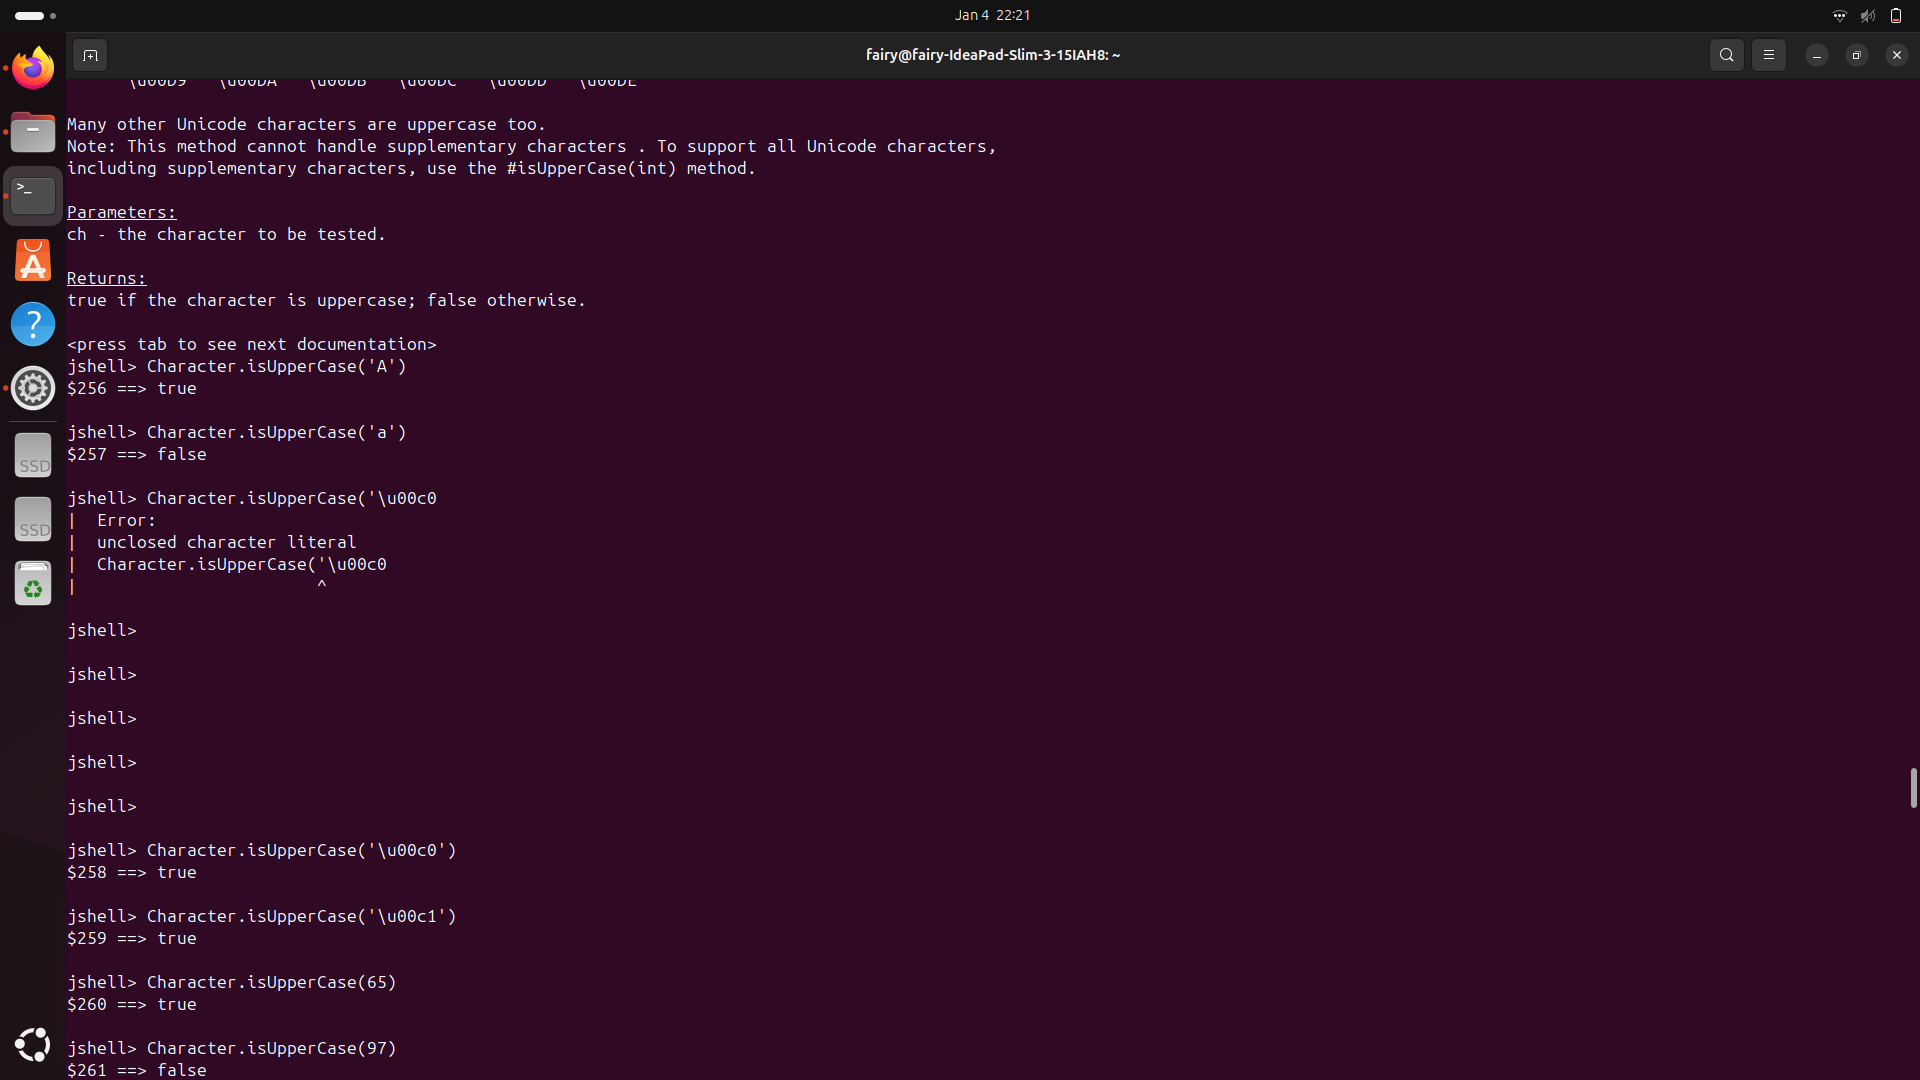 Jan 4 22:21
fairy@fairy-IdeaPad-Slim-3-15IAH8: ~
\u00D9   \u00DA   \u00DB   \u00DC   \u00DD   \u00DE
Many other Unicode characters are uppercase too.
Note: This method cannot handle supplementary characters . To support all Unicode characters,
including supplementary characters, use the #isUpperCase(int) method.
Parameters:
ch - the character to be tested.
Returns:
true if the character is uppercase; false otherwise.
<press tab to see next documentation>
jshell> Character.isUpperCase('A')
$256 ==> true
jshell> Character.isUpperCase('a')
$257 ==> false
jshell> Character.isUpperCase('\u00c0
|  Error:
|  unclosed character literal
|  Character.isUpperCase('\u00c0
|                        ^
jshell>
jshell>
jshell>
jshell>
jshell>
jshell> Character.isUpperCase('\u00c0')
$258 ==> true
jshell> Character.isUpperCase('\u00c1')
$259 ==> true
jshell> Character.isUpperCase(65)
$260 ==> true
jshell> Character.isUpperCase(97)
$261 ==> false
>_
A
?
SSD
SSD